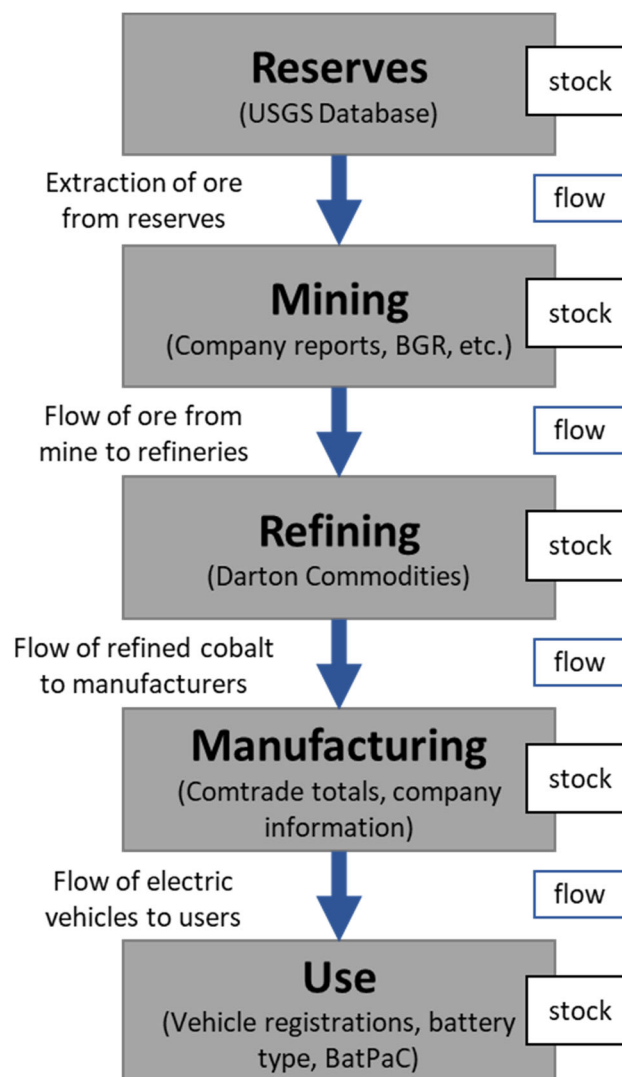 Reserves
(USGS Database)
stock
Extraction of ore
from reserves
flow
Mining
(Company reports, BGR, etc.)
stock
Flow of ore from
mine to refineries
flow
Refining
(Darton Commodities)
stock
Flow of refined cobalt
to manufacturers
flow
Manufacturing
(Comtrade totals, company
information)
stock
Flow of electric
vehicles to users
flow
Use
(Vehicle registrations, battery
type, BatPaC)
stock